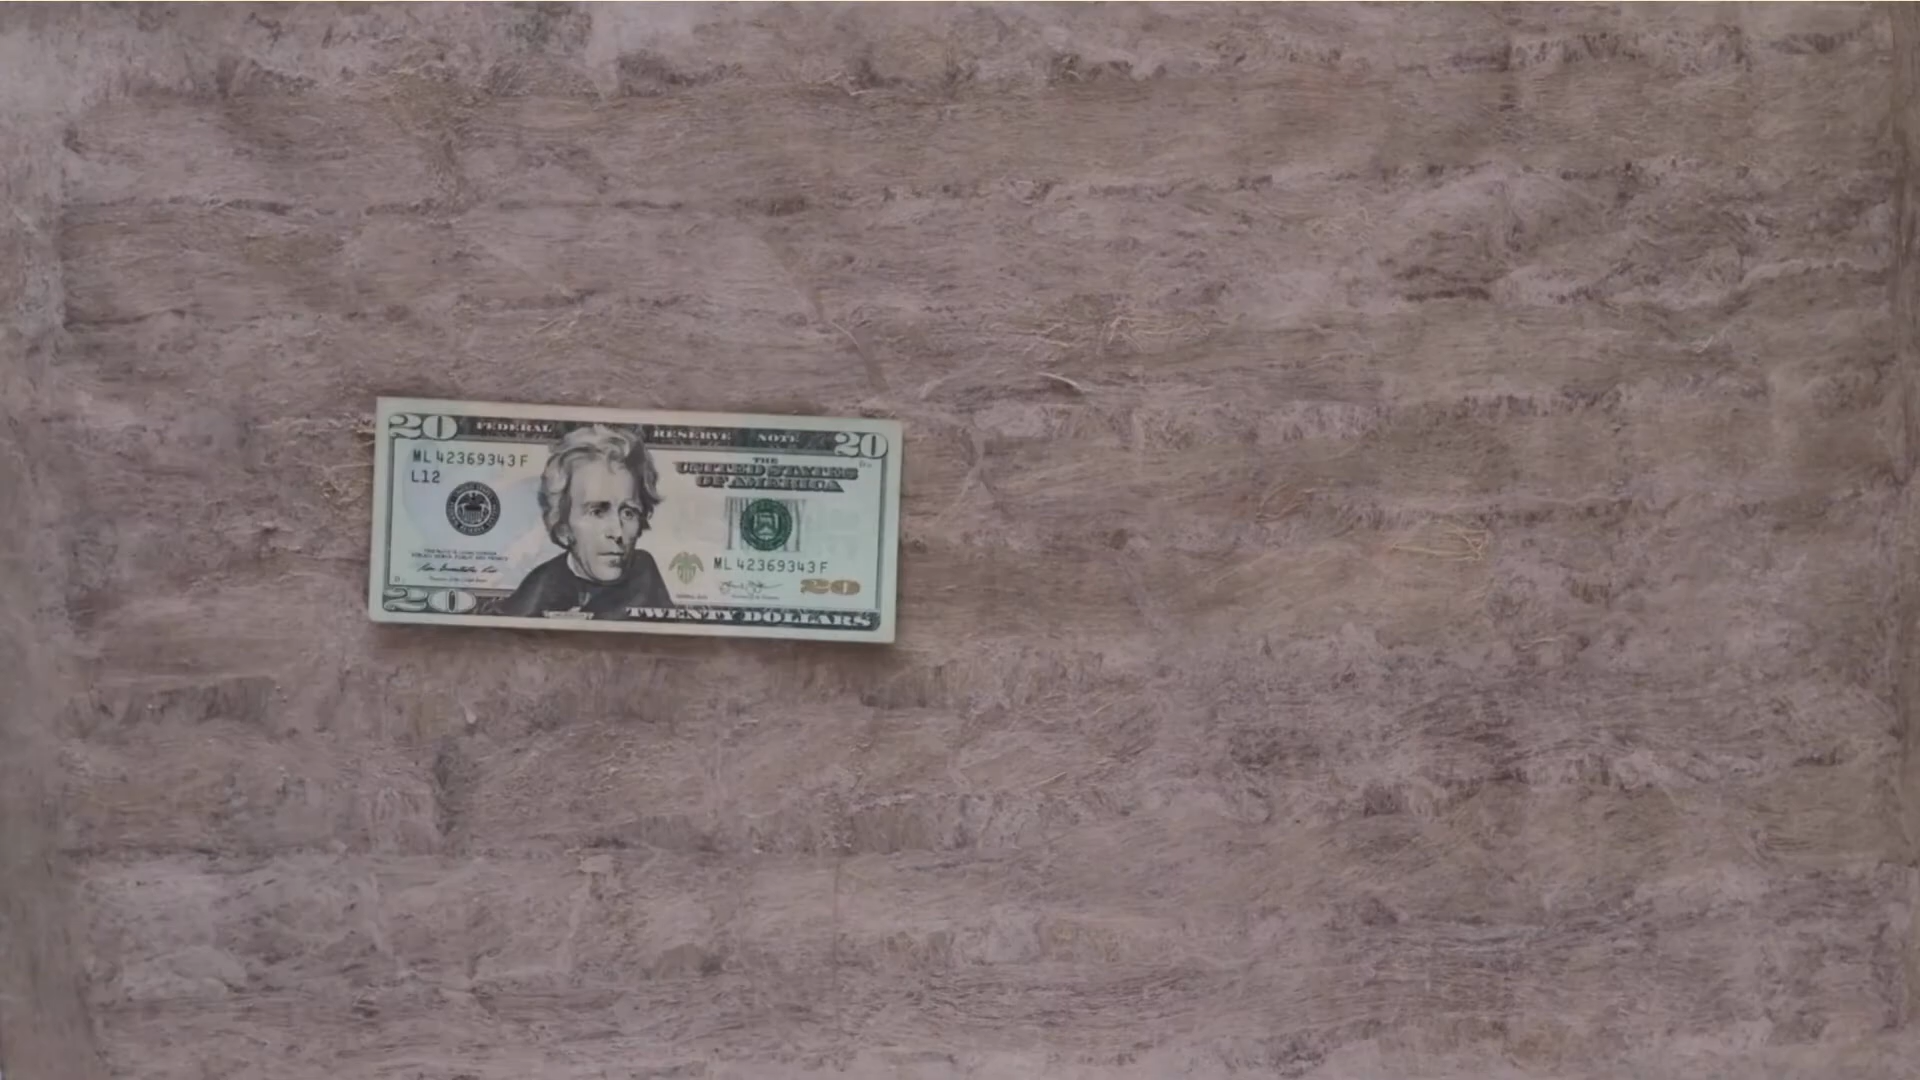 20 FEDERAL RESERVE NOTE 20
ML 42369343 F
THE
UNITED STATES
OF AMERICA
L12
ML 42369343 F
20
20 TWENTY DOLLARS